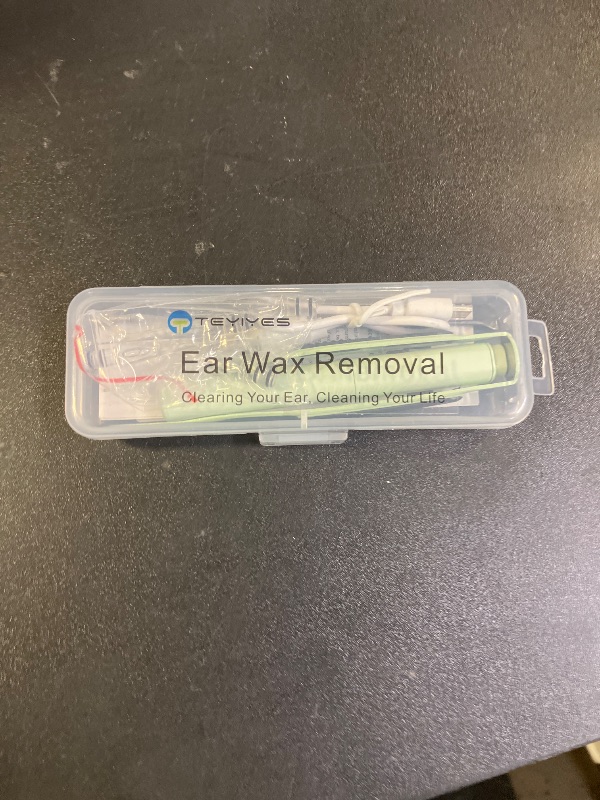 TEYIYES
Ear Wax Removal
Clearing Your Ear, Cleaning Your Life